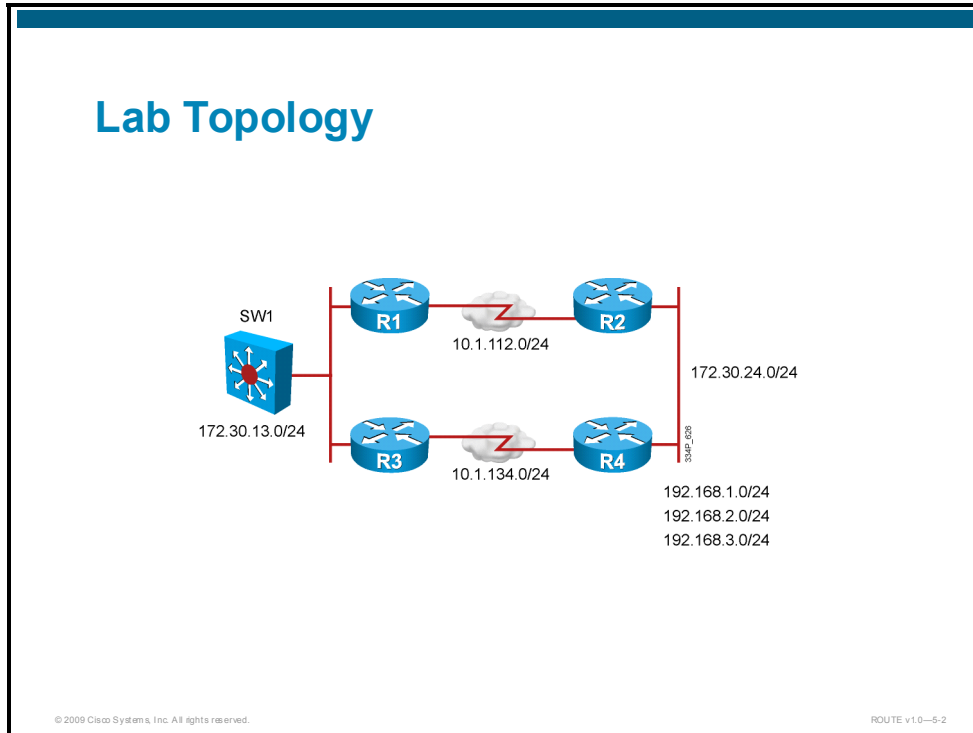 Lab Topology
SW1
R1
R2
10.1.112.0/24
172.30.24.0/24
172.30.13.0/24
R3
R4
10.1.134.0/24
334P_626
192.168.1.0/24
192.168.2.0/24
192.168.3.0/24
© 2009 Cisco Systems, Inc. All rights reserved.
ROUTE v1.0—5-2